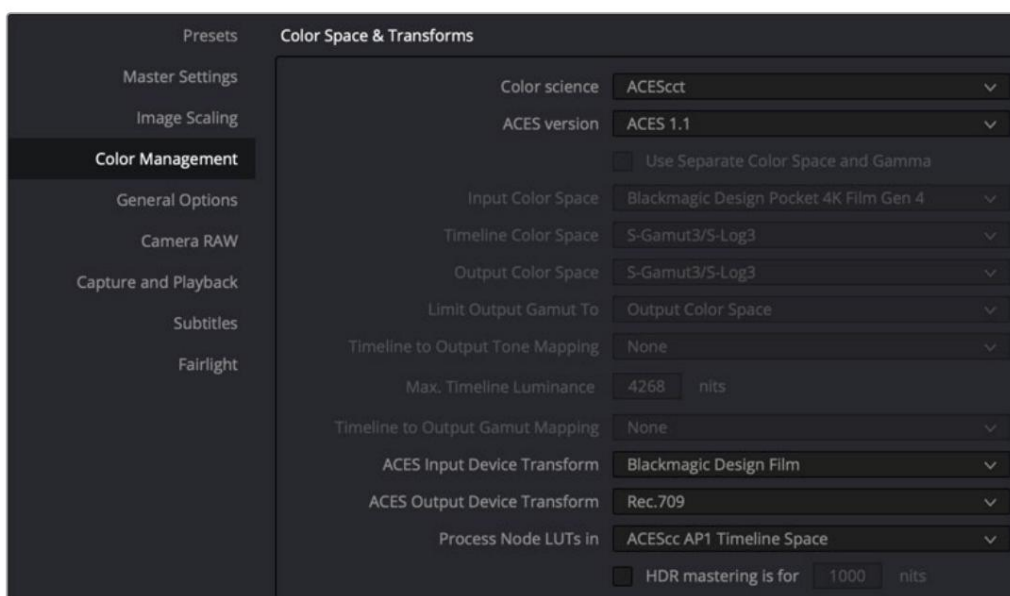 Presets
Master Settings
Image Scaling
Color Management
General Options
Camera RAW
Capture and Playback
Subtitles
Fairlight
Color Space & Transforms
Color science ACEScct
ACES version ACES 1.1
Use Separate Color Space and Gamma
Input Color Space Blackmagic Design Pocket 4K Film Gen 4
Timeline Color Space S-Gamut3/S-Log3
Output Color Space S-Gamut3/S-Log3
Limit Output Gamut To Output Color Space
Timeline to Output Tone Mapping None
Max. Timeline Luminance 4268 nits
Timeline to Output Gamut Mapping None
ACES Input Device Transform Blackmagic Design Film
ACES Output Device Transform Rec.709
Process Node LUTs in ACEScc AP1 Timeline Space
HDR mastering is for 1000 nits